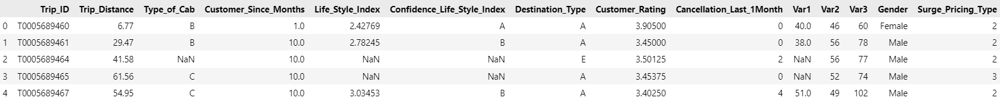 Trip_ID Trip_Distance Type_of_Cab Customer_Since_Months Life_Style_Index Confidence_Life_Style_Index Destination_Type Customer_Rating Cancellation_Last_1Month Var1 Var2 Var3 Gender Surge_Pricing_Type
0 T0005689460 6.77 B 1.0 2.42769 A A 3.90500 0 40.0 46 60 Female 2
1 T0005689461 29.47 B 10.0 2.78245 B A 3.45000 0 38.0 56 78 Male 2
2 T0005689464 41.58 NaN 10.0 NaN NaN E 3.50125 2 NaN 56 77 Male 2
3 T0005689465 61.56 C 10.0 NaN NaN A 3.45375 0 NaN 52 74 Male 3
4 T0005689467 54.95 C 10.0 3.03453 B A 3.40250 4 51.0 49 102 Male 2